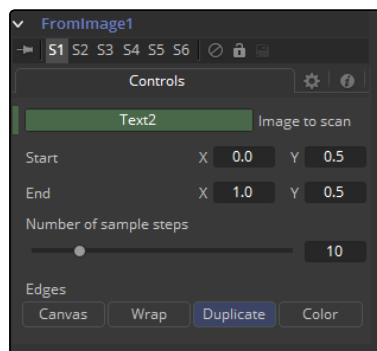 FromImage1
S1 S2 S3 S4 S5 S6
Controls
Text2 Image to scan
Start X 0.0 Y 0.5
End X 1.0 Y 0.5
Number of sample steps
10
Edges
Canvas Wrap Duplicate Color